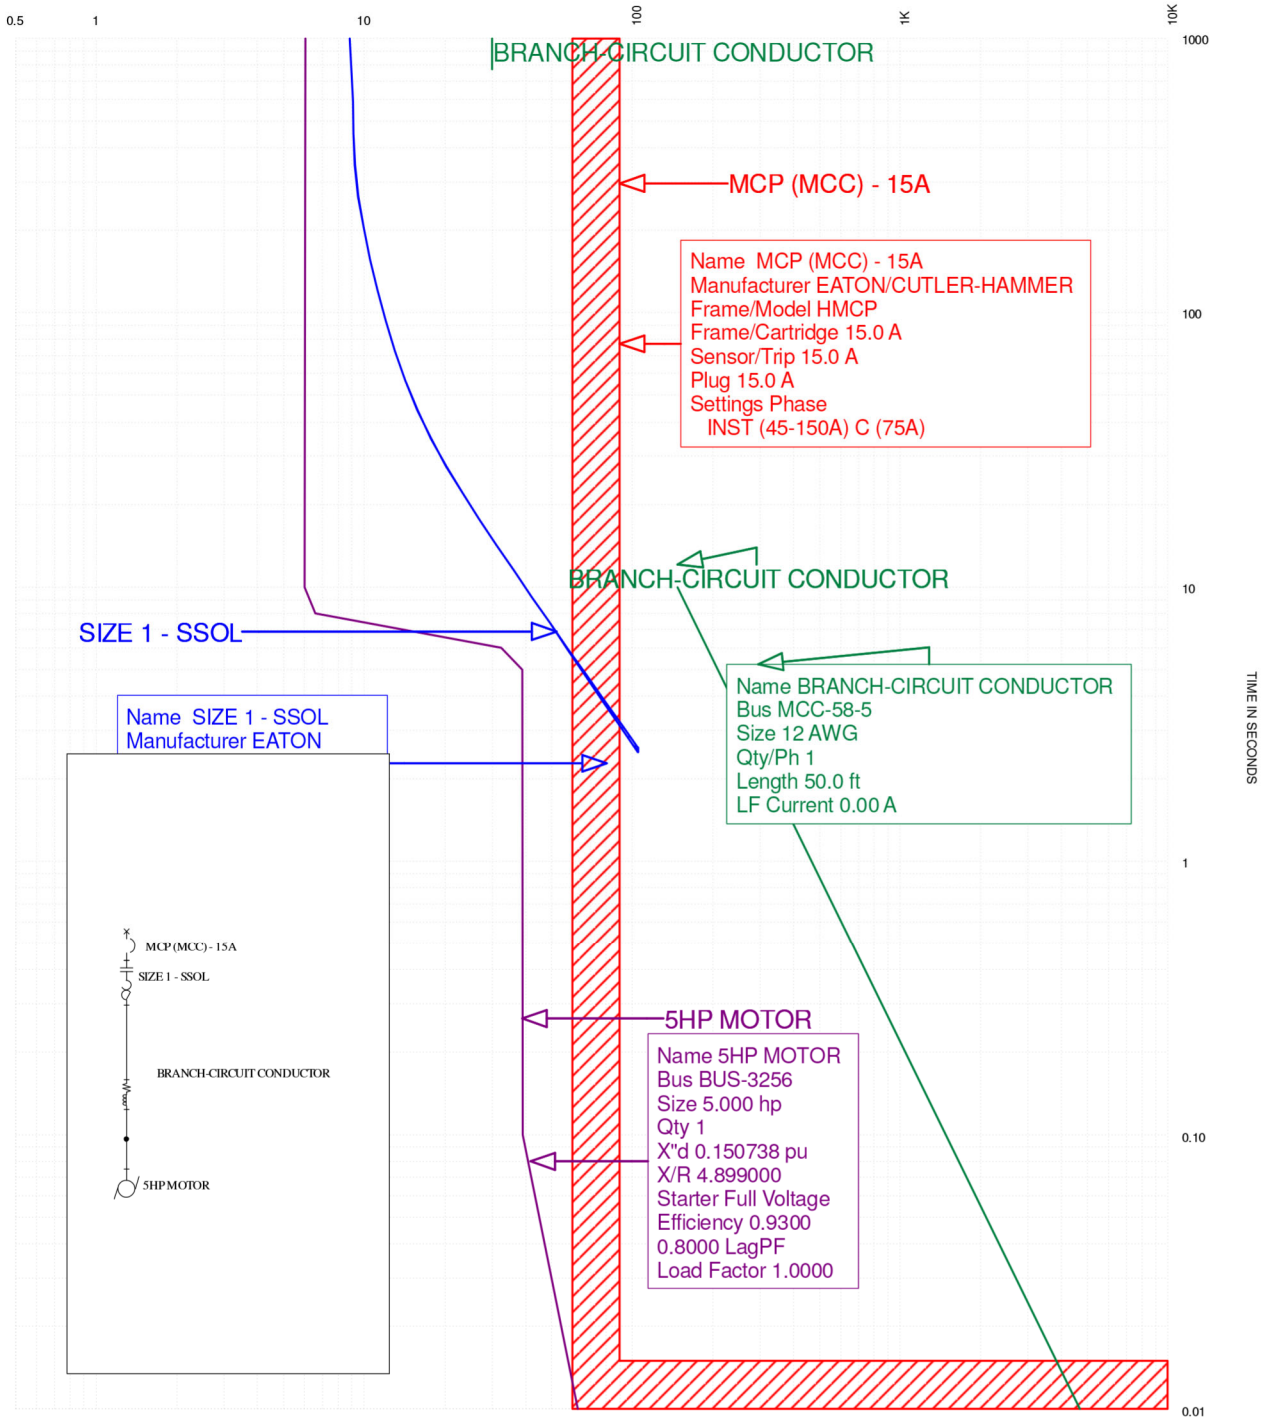 0.5 1 10 100 1K 10K
1000
BRANCH-CIRCUIT CONDUCTOR
MCP (MCC) - 15A
Name MCP (MCC) - 15A
Manufacturer EATON/CUTLER-HAMMER
Frame/Model HMCP
Frame/Cartridge 15.0 A
Sensor/Trip 15.0 A
Plug 15.0 A
Settings Phase
INST (45-150A) C (75A)
100
BRANCH-CIRCUIT CONDUCTOR
10
SIZE 1 - SSOL
Name SIZE 1 - SSOL
Manufacturer EATON
Name BRANCH-CIRCUIT CONDUCTOR
Bus MCC-58-5
Size 12 AWG
Qty/Ph 1
Length 50.0 ft
LF Current 0.00 A
TIME IN SECONDS
1
MCP (MCC) - 15A
SIZE 1 - SSOL
BRANCH-CIRCUIT CONDUCTOR
5HP MOTOR
5HP MOTOR
Name 5HP MOTOR
Bus BUS-3256
Size 5.000 hp
Qty 1
X"d 0.150738 pu
X/R 4.899000
Starter Full Voltage
Efficiency 0.9300
0.8000 LagPF
Load Factor 1.0000
0.10
0.01